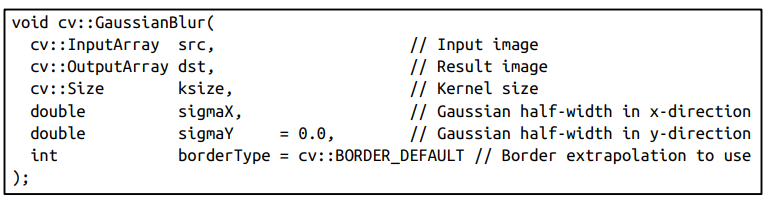 void cv::GaussianBlur(
  cv::InputArray  src,                // Input image
  cv::OutputArray dst,                // Result image
  cv::Size        ksize,              // Kernel size
  double          sigmaX,             // Gaussian half-width in x-direction
  double          sigmaY     = 0.0,   // Gaussian half-width in y-direction
  int             borderType = cv::BORDER_DEFAULT // Border extrapolation to use
);